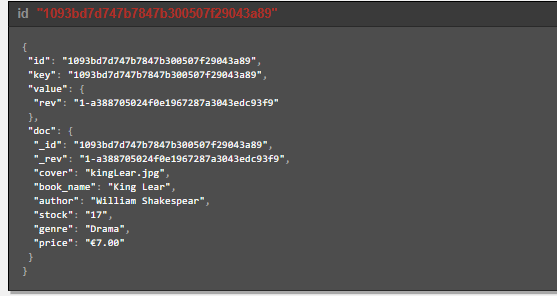 id "1093bd7d747b7847b300507f29043a89"
{
"id": "1093bd7d747b7847b300507f29043a89",
"key": "1093bd7d747b7847b300507f29043a89",
"value": {
"rev": "1-a388705024f0e1967287a3043edc93f9"
},
"doc": {
"_id": "1093bd7d747b7847b300507f29043a89",
"_rev": "1-a388705024f0e1967287a3043edc93f9",
"cover": "kingLear.jpg",
"book_name": "King Lear",
"author": "William Shakespear",
"stock": "17",
"genre": "Drama",
"price": "€7.00"
}
}